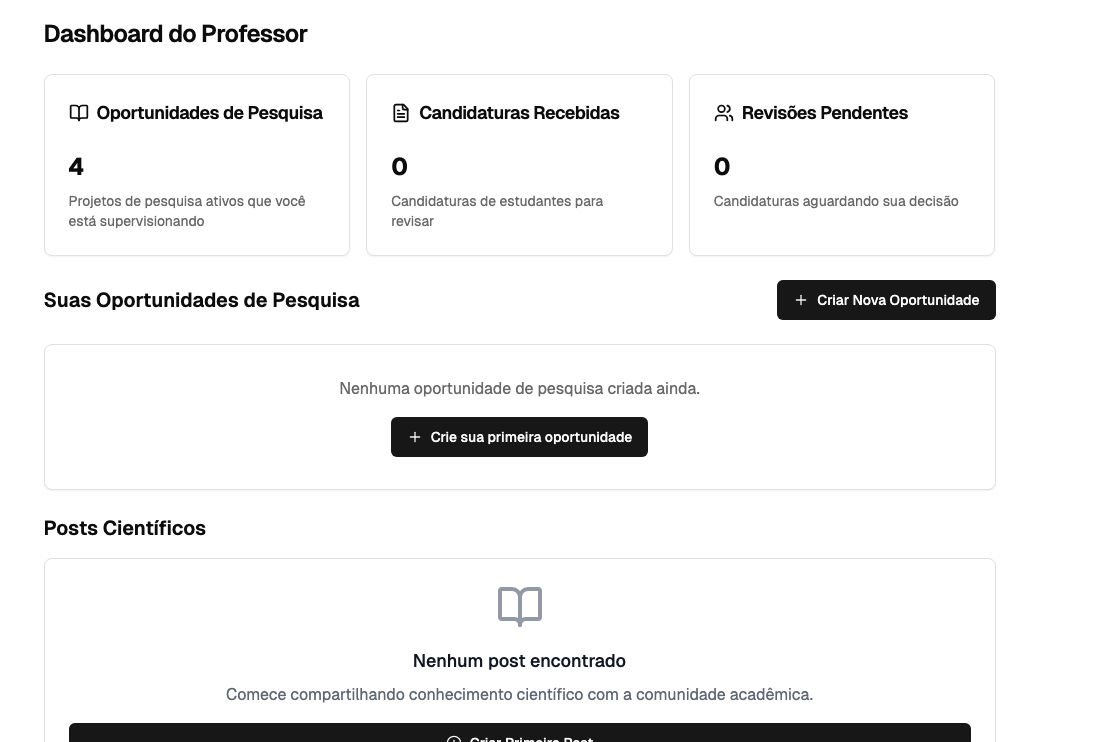 Dashboard do Professor
Oportunidades de Pesquisa
4
Projetos de pesquisa ativos que você
está supervisionando
Candidaturas Recebidas
0
Candidaturas de estudantes para
revisar
Revisões Pendentes
0
Candidaturas aguardando sua decisão
Suas Oportunidades de Pesquisa
Criar Nova Oportunidade
Nenhuma oportunidade de pesquisa criada ainda.
Crie sua primeira oportunidade
Posts Científicos
Nenhum post encontrado
Comece compartilhando conhecimento científico com a comunidade acadêmica.
Criar Primeiro Post